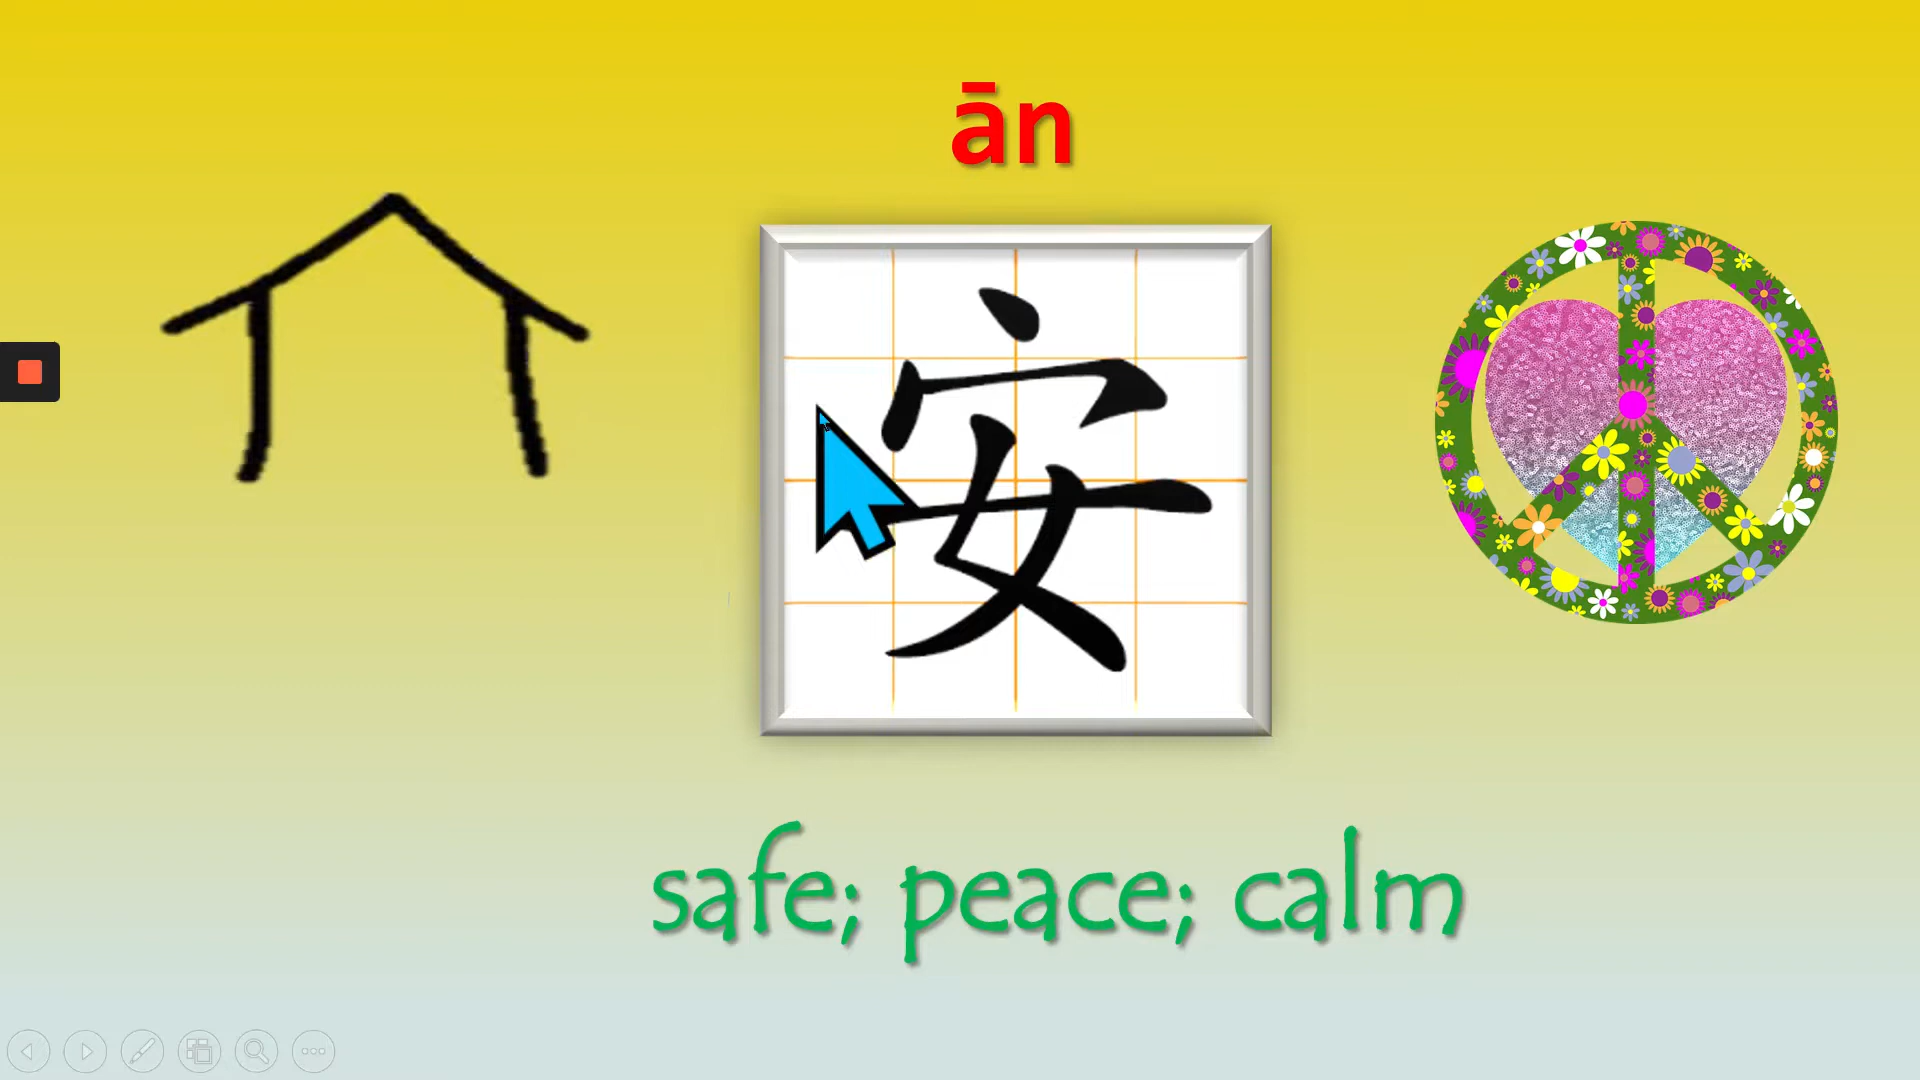 ān
安
safe; peace; calm